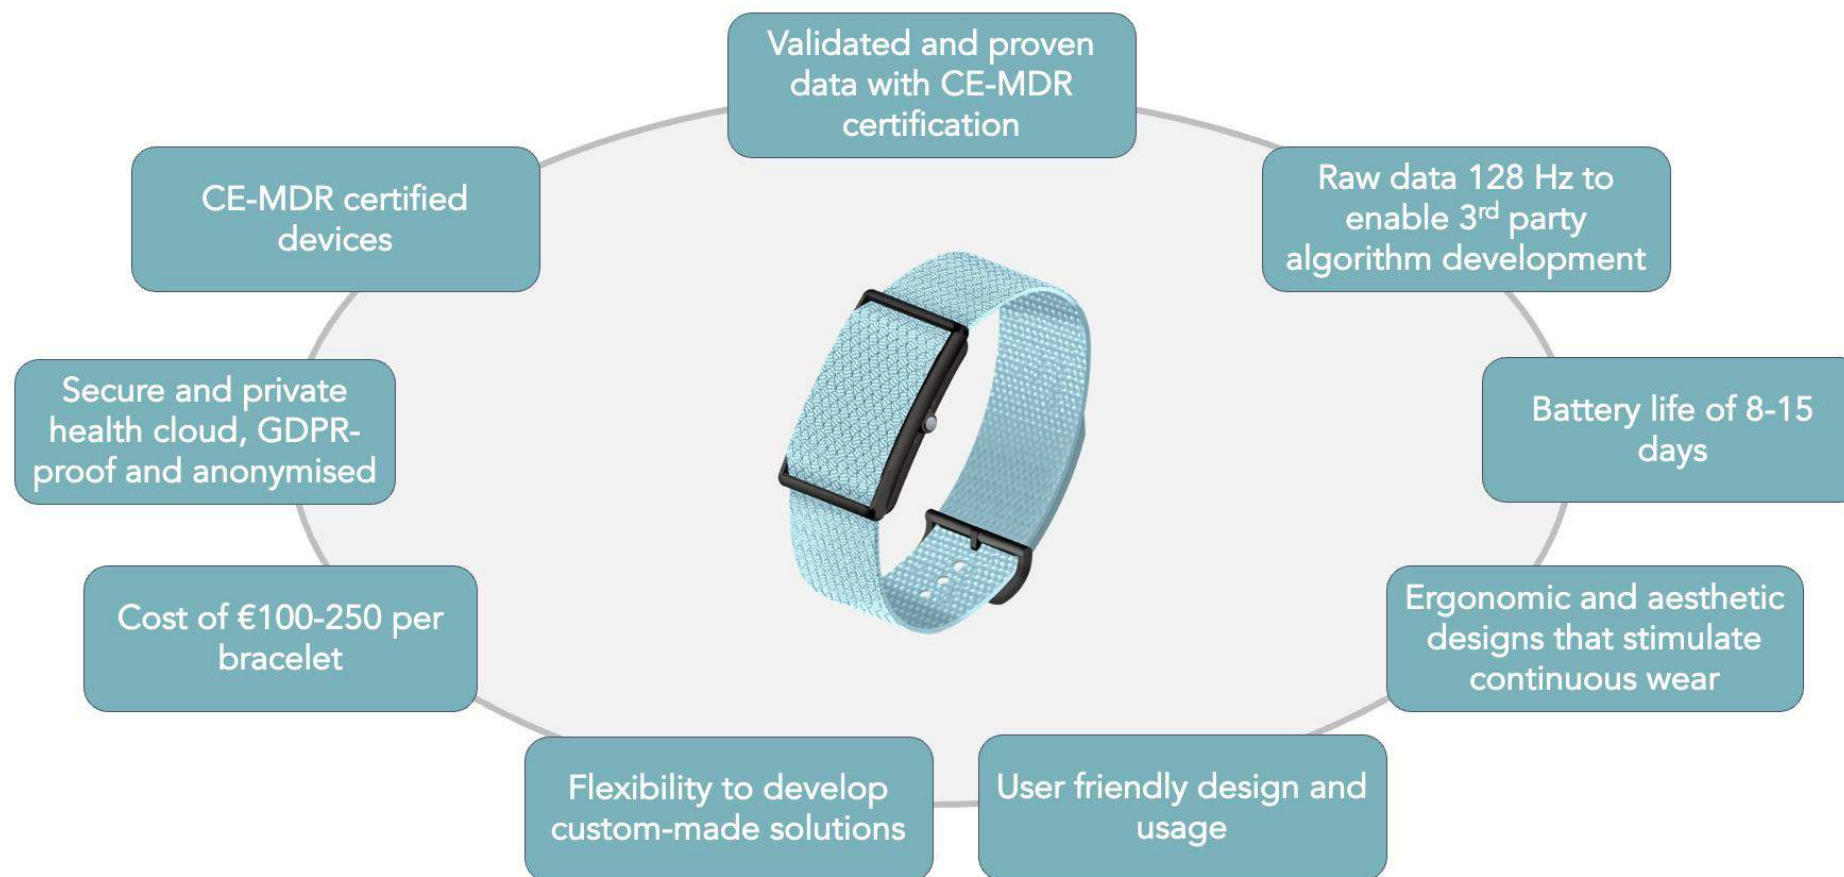 Validated and proven
data with CE-MDR
certification
Raw data 128 Hz to
enable 3rd party
algorithm development
Battery life of 8-15
days
Ergonomic and aesthetic
designs that stimulate
continuous wear
User friendly design and
usage
Flexibility to develop
custom-made solutions
Cost of €100-250 per
bracelet
Secure and private
health cloud, GDPR-
proof and anonymised
CE-MDR certified
devices